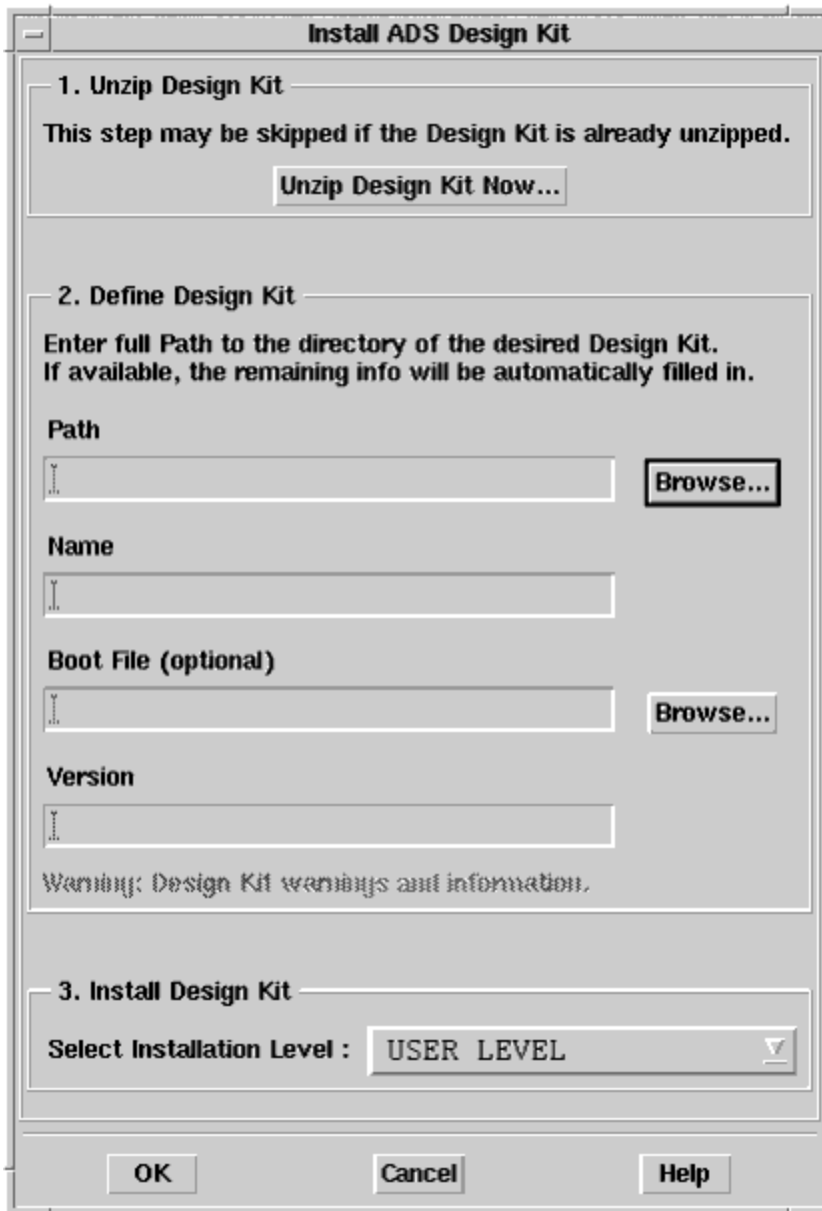 Install ADS Design Kit
1. Unzip Design Kit
This step may be skipped if the Design Kit is already unzipped.
Unzip Design Kit Now...
2. Define Design Kit
Enter full Path to the directory of the desired Design Kit.
If available, the remaining info will be automatically filled in.
Path
Browse...
Name
Boot File (optional)
Browse...
Version
Warning: Design Kit warnings and information.
3. Install Design Kit
Select Installation Level : USER LEVEL
OK Cancel Help